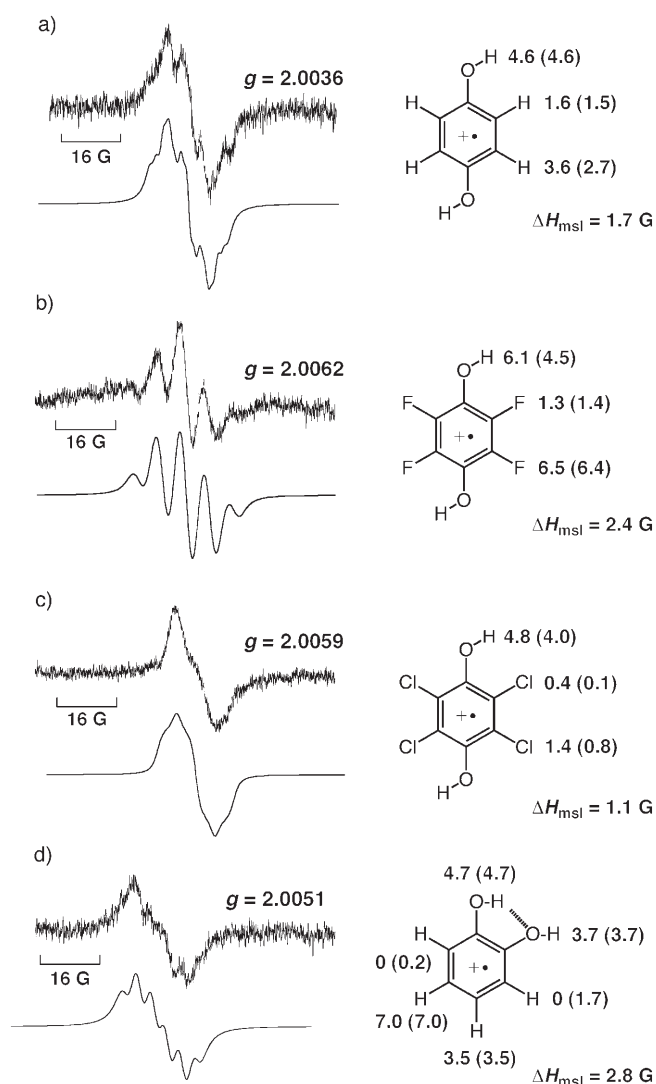 a)
g = 2.0036
16 G
H 4.6 (4.6)
O
H H 1.6 (1.5)
+•
H H 3.6 (2.7)
O
H
ΔHmsl = 1.7 G
b)
g = 2.0062
16 G
H 6.1 (4.5)
O
F F 1.3 (1.4)
+•
F F 6.5 (6.4)
O
H
ΔHmsl = 2.4 G
c)
g = 2.0059
16 G
H 4.8 (4.0)
O
Cl Cl 0.4 (0.1)
+•
Cl Cl 1.4 (0.8)
O
H
ΔHmsl = 1.1 G
d)
g = 2.0051
16 G
4.7 (4.7)
O-H
H O-H 3.7 (3.7)
0 (0.2) +•
H H 0 (1.7)
7.0 (7.0) H
3.5 (3.5)
ΔHmsl = 2.8 G